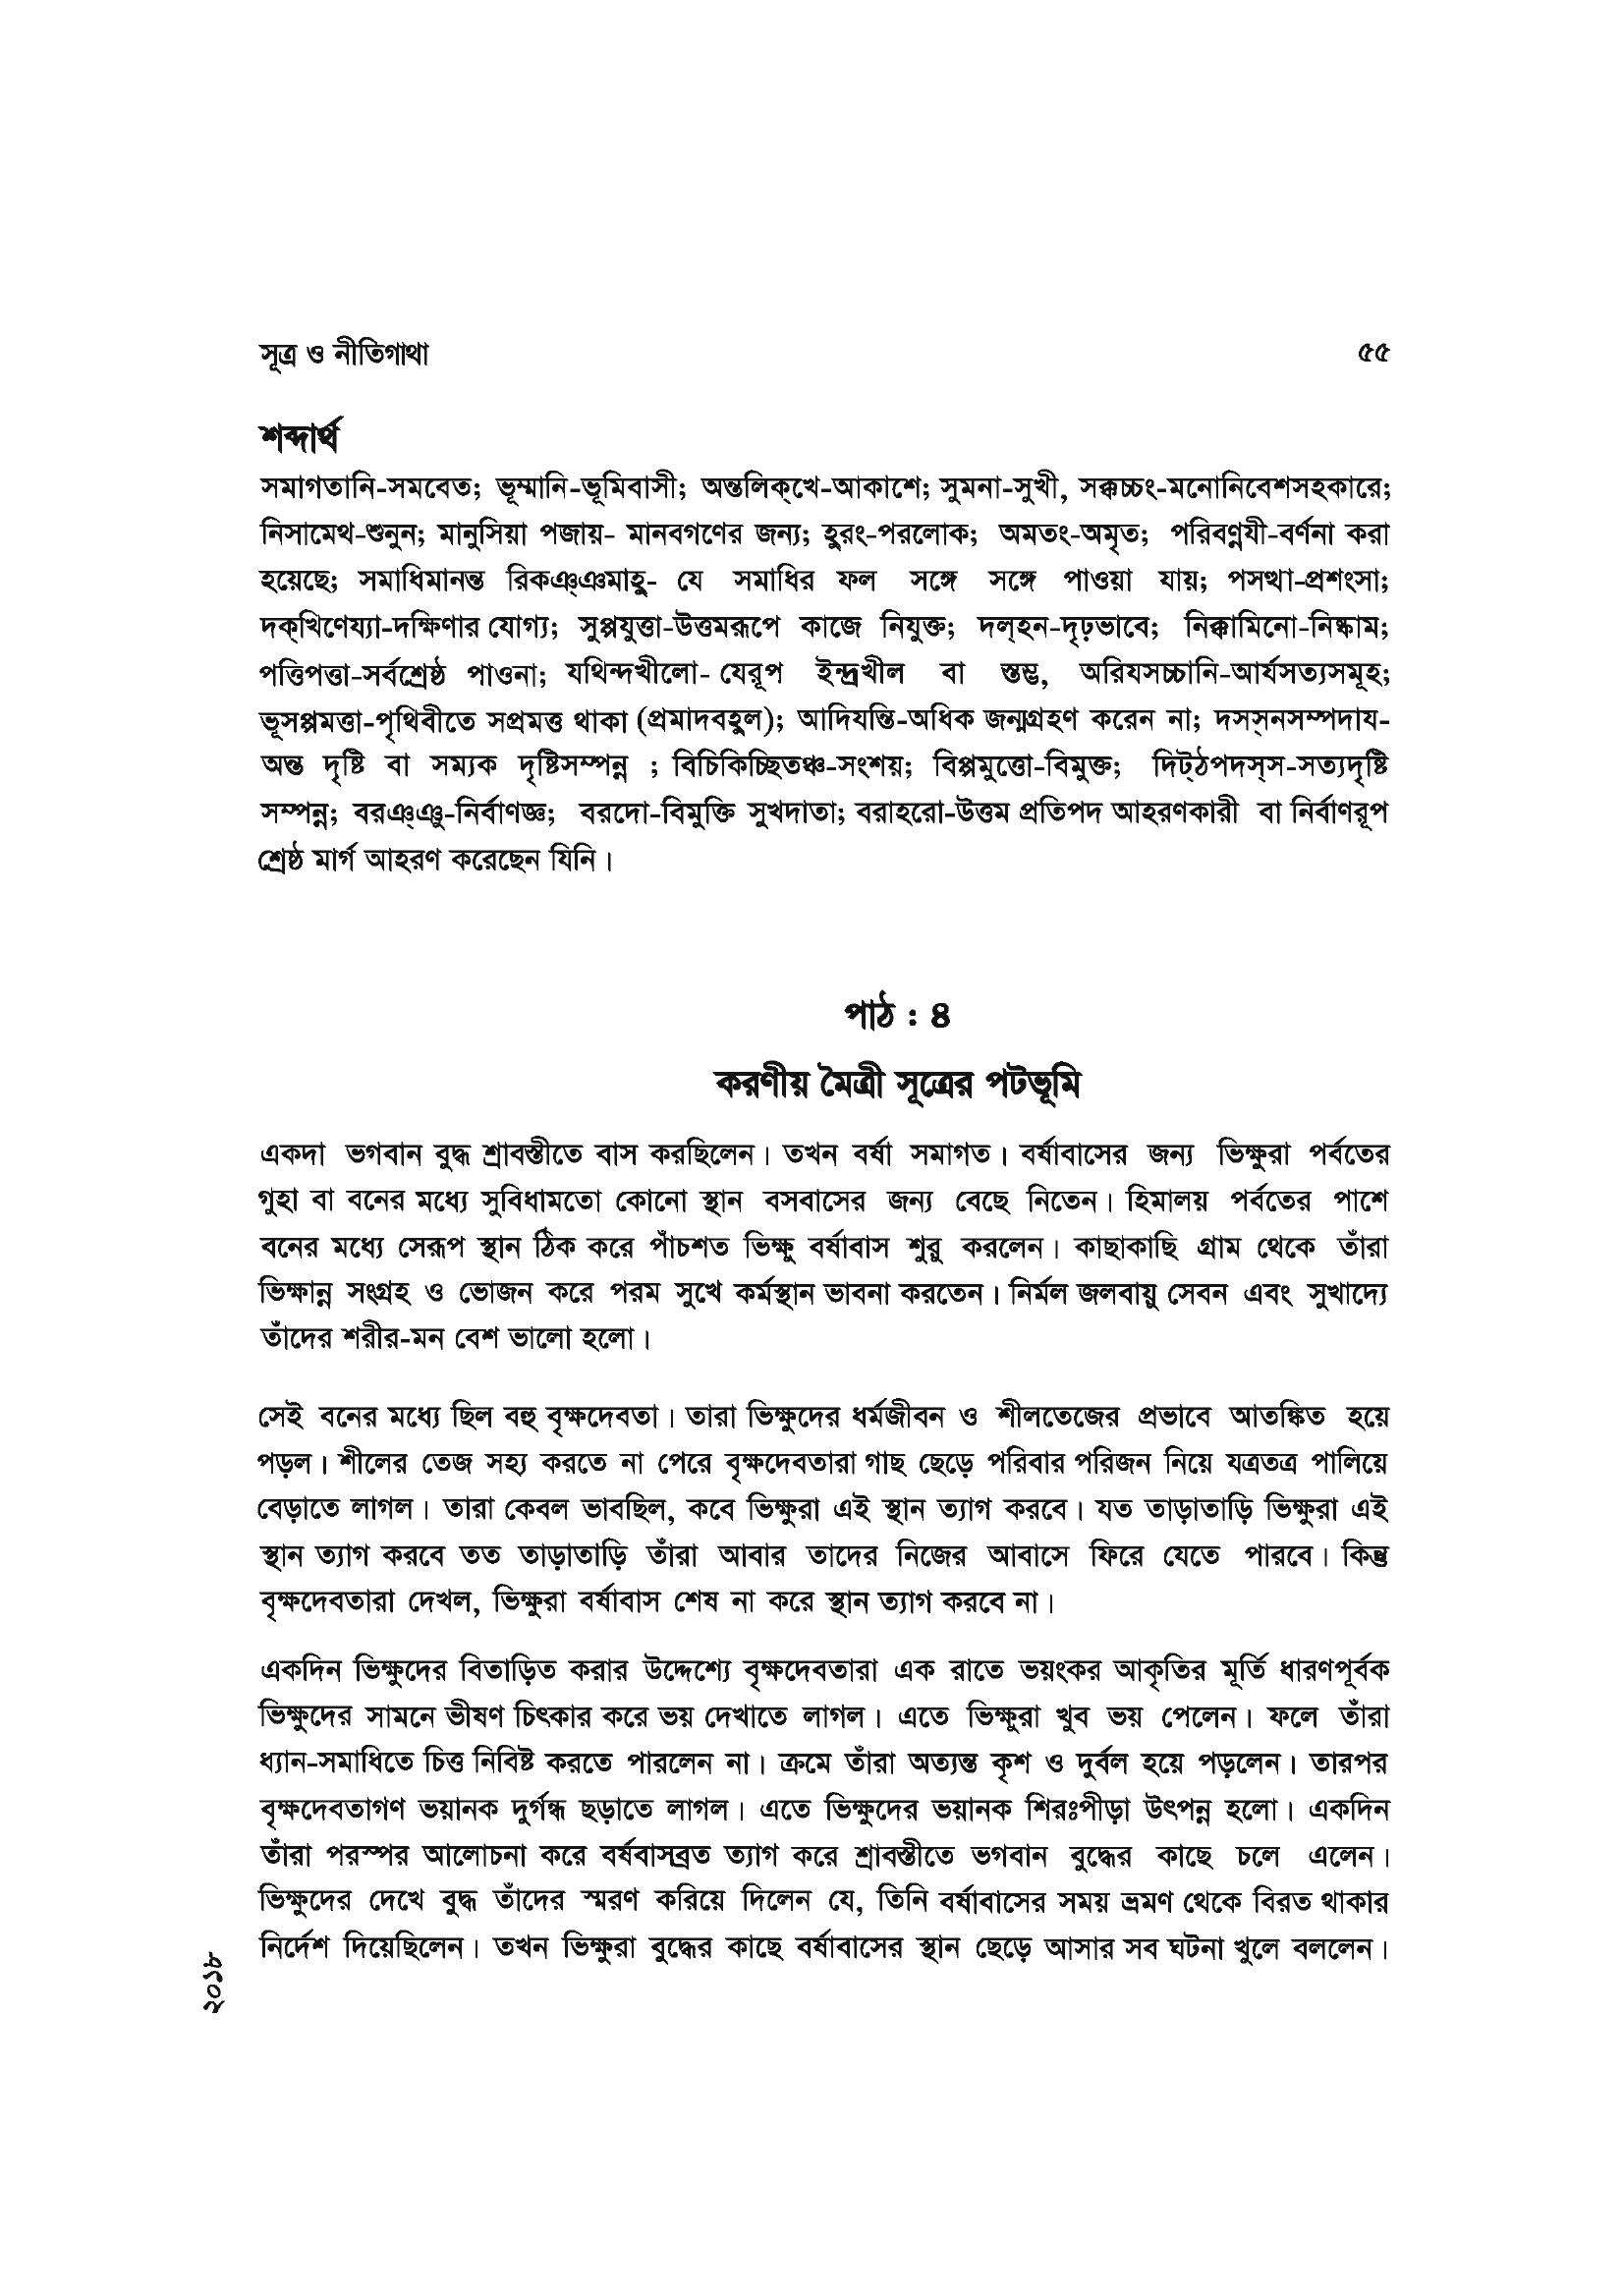 সূত্র ও নীতিগাথা ৫৫
শব্দার্থ
সমাগতানি-সমবেত; ভূম্মানি-ভূমিবাসী; অন্তলিক্‌খে-আকাশে; সুমনা-সুখী, সক্কচ্চং-মনোনিবেশসহকারে;
নিসামেথ-শুনুন; মানুসিয়া পজায়- মানবগণের জন্য; হুরং-পরলোক; অমতং-অমৃত; পরিবণ্ণযী-বর্ণনা করা
হয়েছে; সমাধিমানন্ত রিকঞ্ঞমাহু- যে সমাধির ফল সঙ্গে সঙ্গে পাওয়া যায়; পসত্থা-প্রশংসা;
দক্‌খিণেয্যা-দক্ষিণার যোগ্য; সুপ্পযুত্তা-উত্তমরূপে কাজে নিযুক্ত; দল্‌হন-দৃঢ়ভাবে; নিক্কামিনো-নিষ্কাম;
পত্তিপত্তা-সর্বশ্রেষ্ঠ পাওনা; যথিন্দখীলো- যেরূপ ইন্দ্রখীল বা স্তম্ভ, অরিযসচ্চানি-আর্যসত্যসমূহ;
ভূসপ্পমত্তা-পৃথিবীতে সপ্রমত্ত থাকা (প্রমাদবহুল); আদিযন্তি-অধিক জন্মগ্রহণ করেন না; দস্‌সনসম্পদায-
অন্ত দৃষ্টি বা সম্যক দৃষ্টিসম্পন্ন ; বিচিকিচ্ছিতঞ্চ-সংশয়; বিপ্পমুত্তো-বিমুক্ত; দিট্‌ঠপদস্‌স-সত্যদৃষ্টি
সম্পন্ন; বরঞ্‌ঞু-নির্বাণজ্ঞ; বরদো-বিমুক্তি সুখদাতা; বরাহরো-উত্তম প্রতিপদ আহরণকারী বা নির্বাণরূপ
শ্রেষ্ঠ মার্গ আহরণ করেছেন যিনি।
পাঠ : ৪
করণীয় মৈত্রী সূত্রের পটভূমি
একদা ভগবান বুদ্ধ শ্রাবস্তীতে বাস করছিলেন। তখন বর্ষা সমাগত। বর্ষাবাসের জন্য ভিক্ষুরা পর্বতের
গুহা বা বনের মধ্যে সুবিধামতো কোনো স্থান বসবাসের জন্য বেছে নিতেন। হিমালয় পর্বতের পাশে
বনের মধ্যে সেরূপ স্থান ঠিক করে পাঁচশত ভিক্ষু বর্ষাবাস শুরু করলেন। কাছাকাছি গ্রাম থেকে তাঁরা
ভিক্ষান্ন সংগ্রহ ও ভোজন করে পরম সুখে কর্মস্থান ভাবনা করতেন। নির্মল জলবায়ু সেবন এবং সুখাদ্যে
তাঁদের শরীর-মন বেশ ভালো হলো।
সেই বনের মধ্যে ছিল বহু বৃক্ষদেবতা। তারা ভিক্ষুদের ধর্মজীবন ও শীলতেজের প্রভাবে আতঙ্কিত হয়ে
পড়ল। শীলের তেজ সহ্য করতে না পেরে বৃক্ষদেবতারা গাছ ছেড়ে পরিবার পরিজন নিয়ে যত্রতত্র পালিয়ে
বেড়াতে লাগল। তারা কেবল ভাবছিল, কবে ভিক্ষুরা এই স্থান ত্যাগ করবে। যত তাড়াতাড়ি ভিক্ষুরা এই
স্থান ত্যাগ করবে তত তাড়াতাড়ি তাঁরা আবার তাদের নিজের আবাসে ফিরে যেতে পারবে। কিন্তু
বৃক্ষদেবতারা দেখল, ভিক্ষুরা বর্ষাবাস শেষ না করে স্থান ত্যাগ করবে না।
একদিন ভিক্ষুদের বিতাড়িত করার উদ্দেশ্যে বৃক্ষদেবতারা এক রাতে ভয়ংকর আকৃতির মূর্তি ধারণপূর্বক
ভিক্ষুদের সামনে ভীষণ চিৎকার করে ভয় দেখাতে লাগল। এতে ভিক্ষুরা খুব ভয় পেলেন। ফলে তাঁরা
ধ্যান-সমাধিতে চিত্ত নিবিষ্ট করতে পারলেন না। ক্রমে তাঁরা অত্যন্ত কৃশ ও দুর্বল হয়ে পড়লেন। তারপর
বৃক্ষদেবতাগণ ভয়ানক দুর্গন্ধ ছড়াতে লাগল। এতে ভিক্ষুদের ভয়ানক শিরঃপীড়া উৎপন্ন হলো। একদিন
তাঁরা পরস্পর আলোচনা করে বর্ষবাসব্রত ত্যাগ করে শ্রাবস্তীতে ভগবান বুদ্ধের কাছে চলে এলেন।
ভিক্ষুদের দেখে বুদ্ধ তাঁদের স্মরণ করিয়ে দিলেন যে, তিনি বর্ষাবাসের সময় ভ্রমণ থেকে বিরত থাকার
নির্দেশ দিয়েছিলেন। তখন ভিক্ষুরা বুদ্ধের কাছে বর্ষাবাসের স্থান ছেড়ে আসার সব ঘটনা খুলে বললেন।
২০১৮